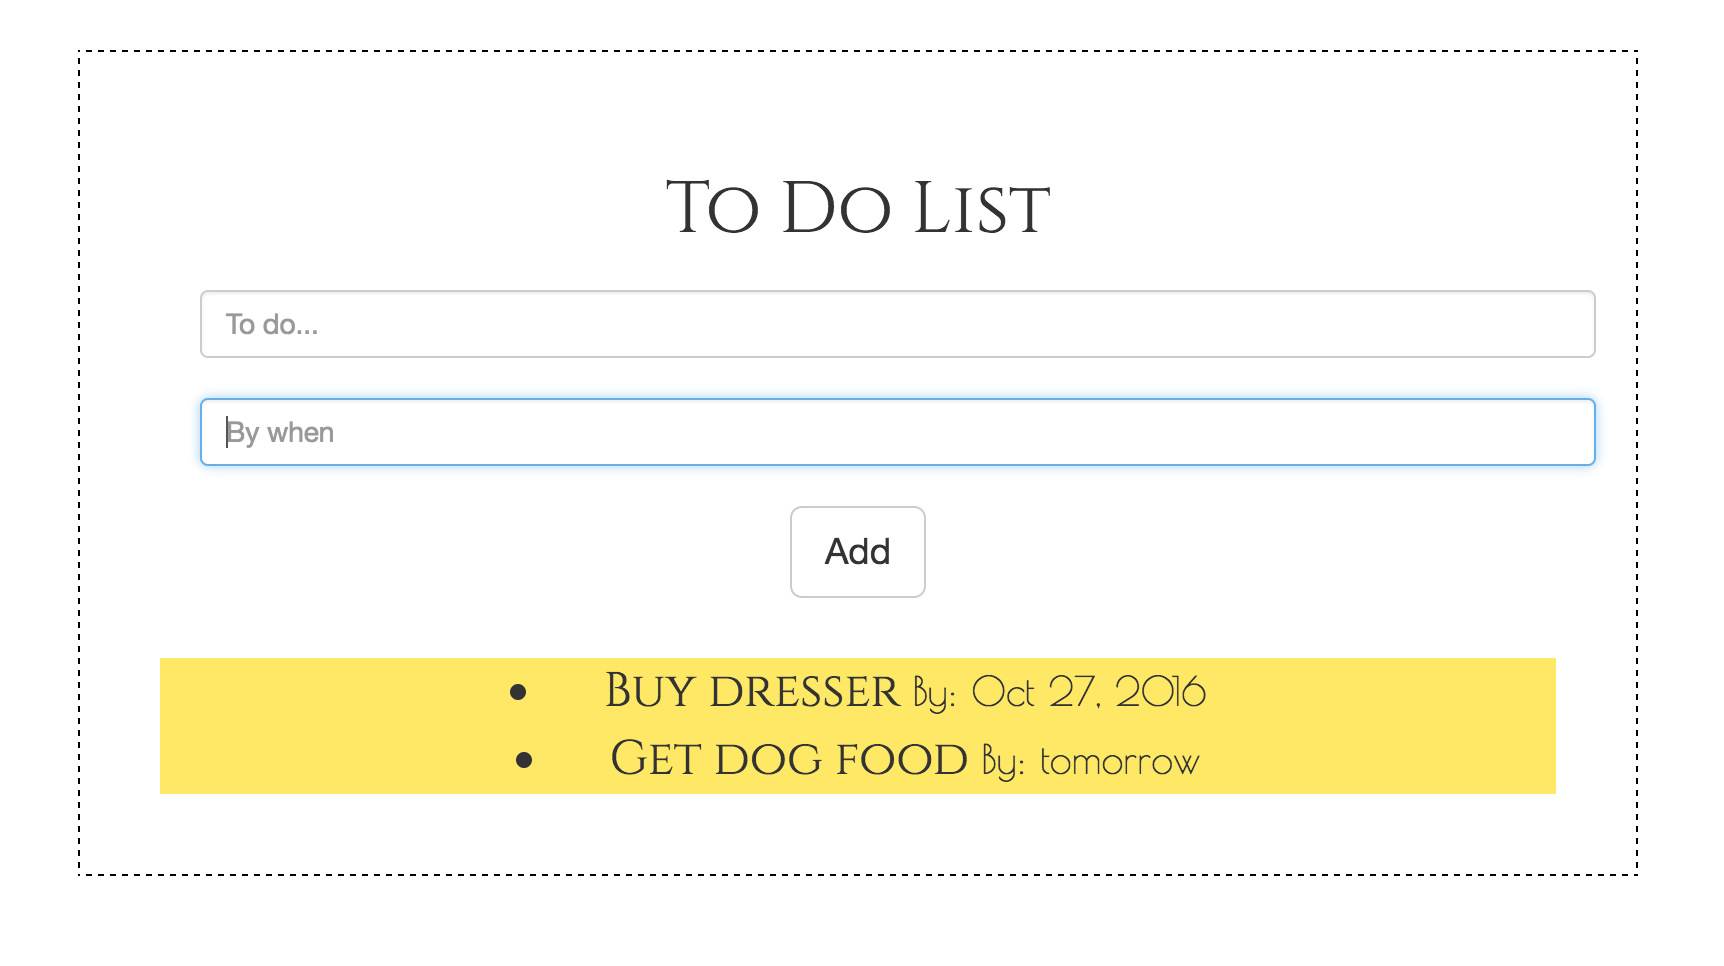 To Do List
To do...
By when
Add
• Buy dresser By: Oct 27, 2016
• Get dog food By: tomorrow